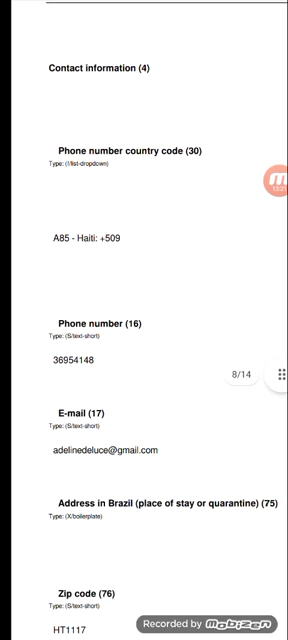 Contact information (4)
Phone number country code (30)
Type: (!/list-dropdown)
13:21
A85 - Haiti: +509
Phone number (16)
Type: (S/text-short)
36954148
8/14
E-mail (17)
Type: (S/text-short)
adelinedeluce@gmail.com
Address in Brazil (place of stay or quarantine) (75)
Type: (X/boilerplate)
Zip code (76)
Type: (S/text-short)
HT1117
Recorded by Mobizen